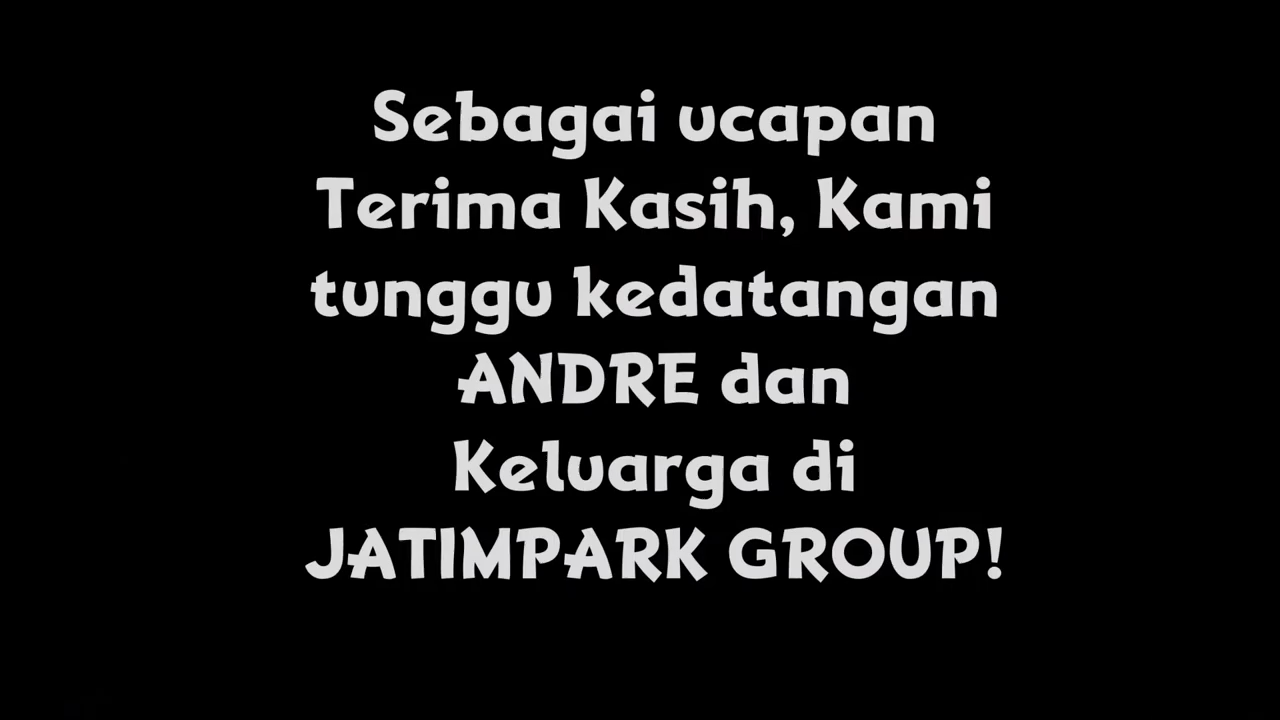 Sebagai ucapan
Terima Kasih, Kami
tunggu kedatangan
ANDRE dan
Keluarga di
JATIMPARK GROUP!